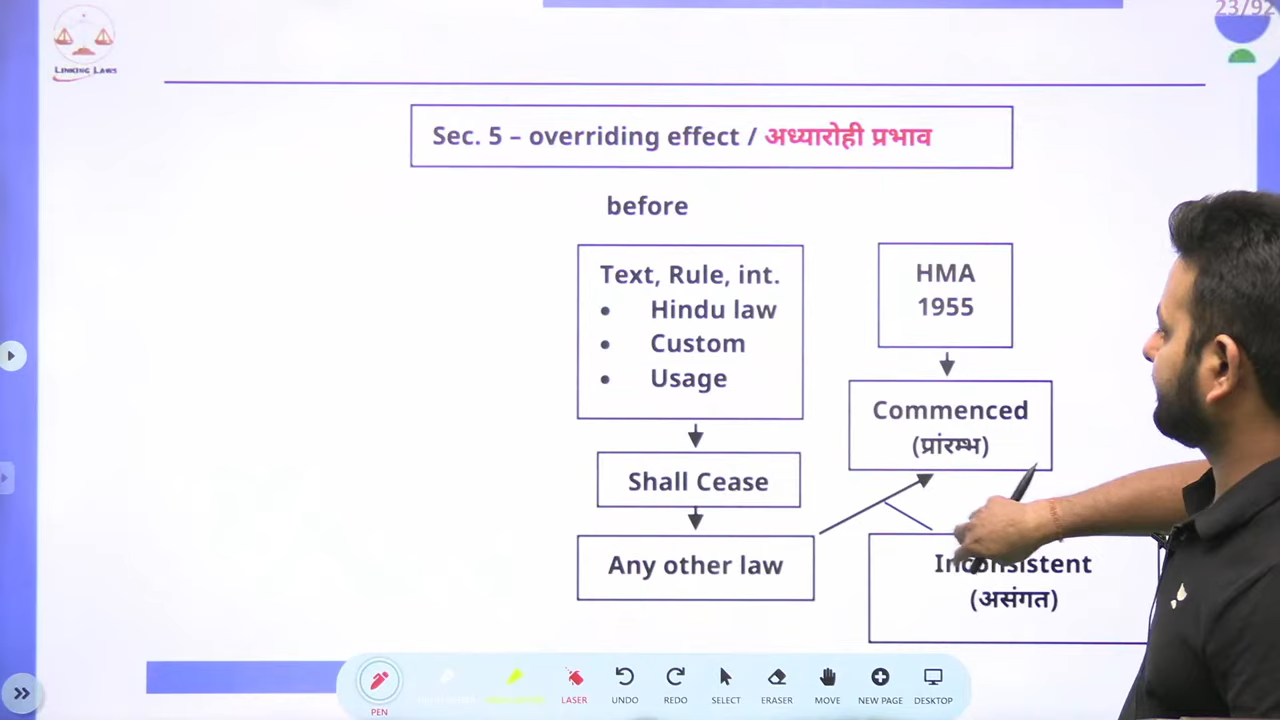 23/92
LINKING LAWS
Sec. 5 – overriding effect / अध्यारोही प्रभाव
before
Text, Rule, int.
• Hindu law
• Custom
• Usage
HMA
1955
Commenced
(प्रांरम्भ)
Shall Cease
Any other law
Inconsistent
(असंगत)
PEN
LASER
UNDO
REDO
SELECT
ERASER
MOVE
NEW PAGE
DESKTOP